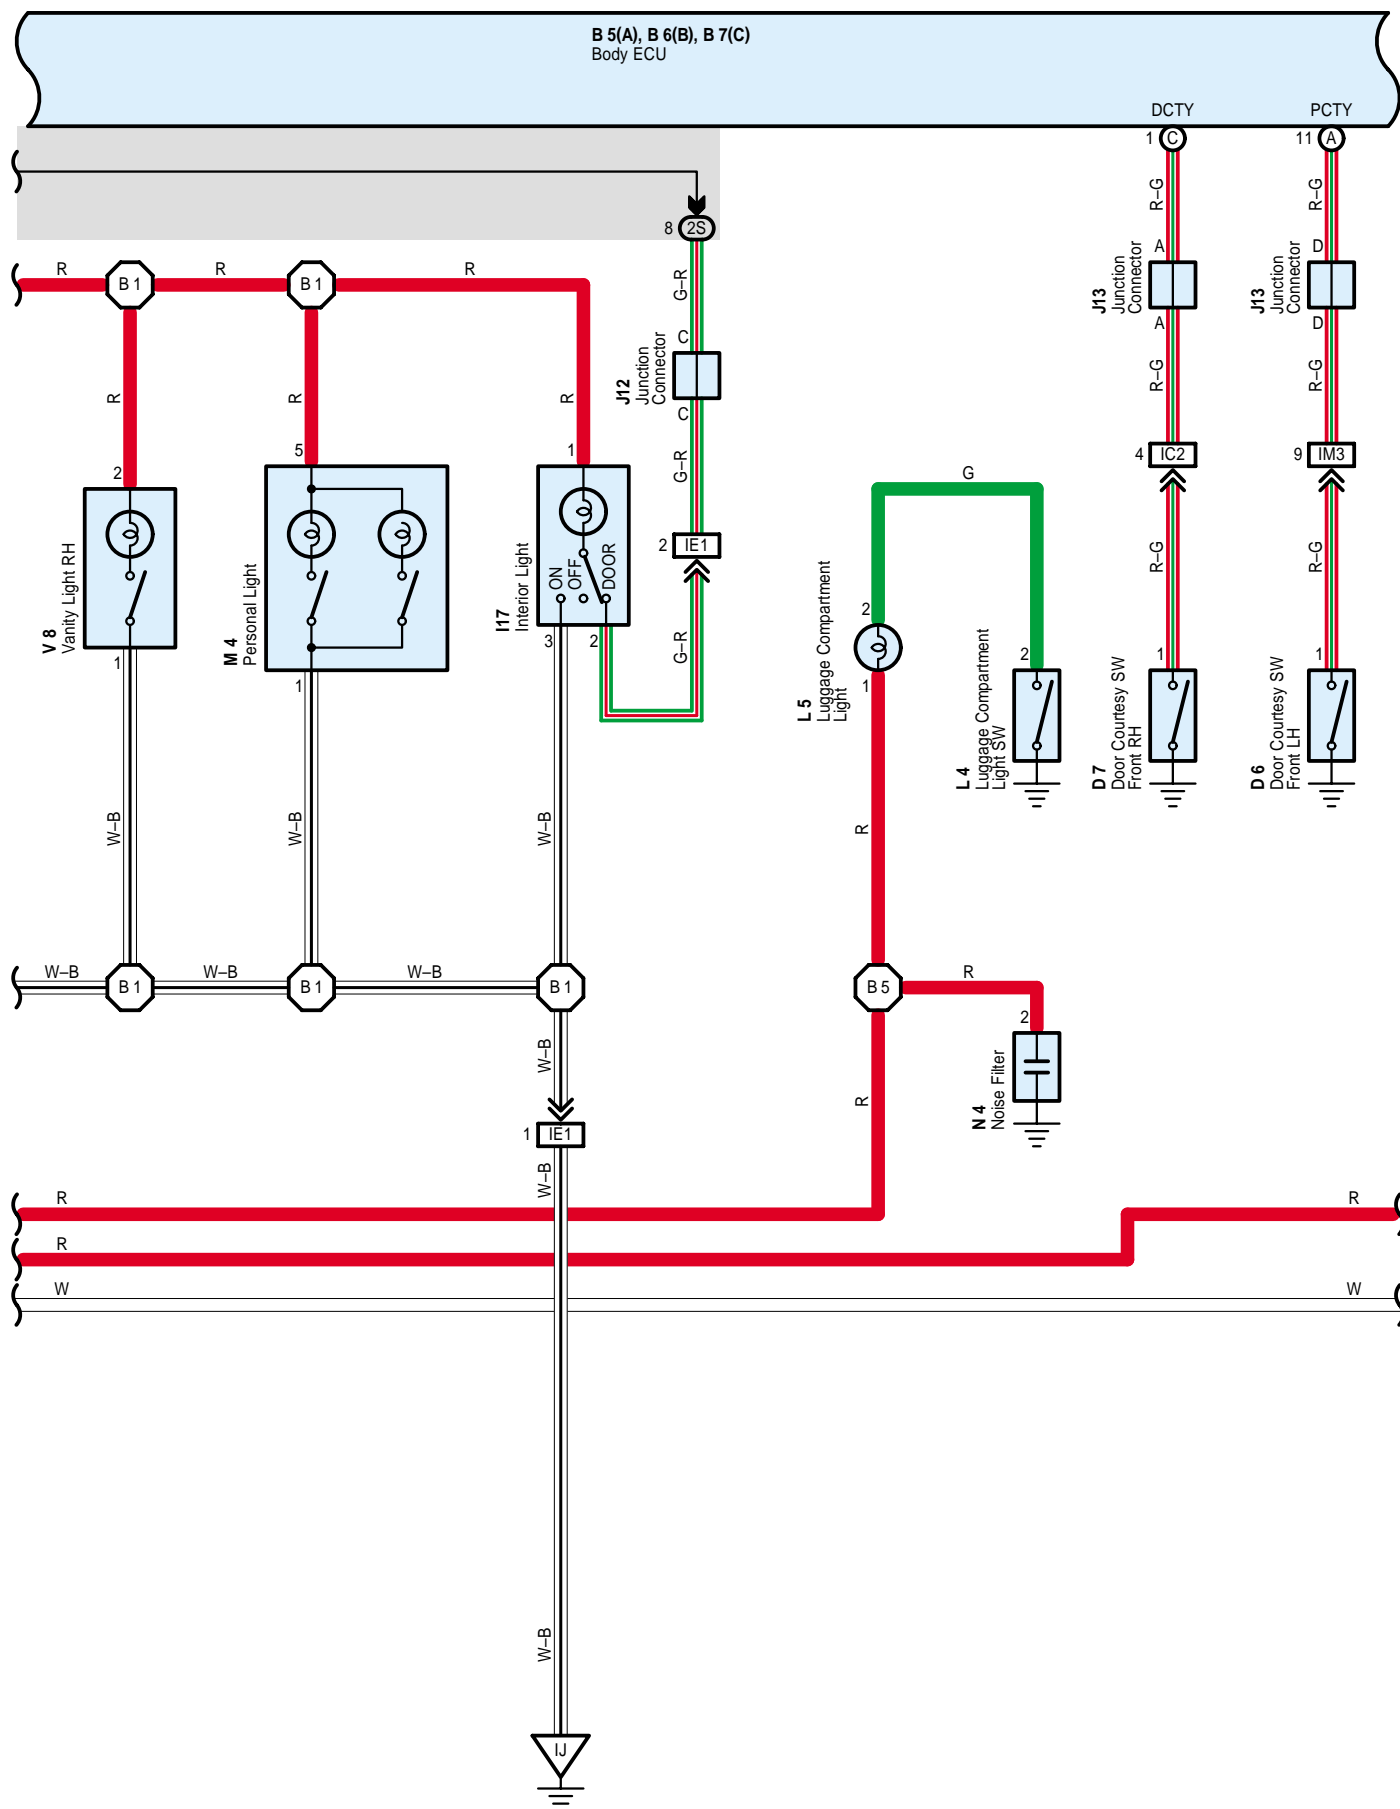 B 5(A), B 6(B), B 7(C)
Body ECU
DCTY
PCTY
1 C
11 A
8 2S
R
R
R
B 1
B 1
G–R
R–G
R–G
A
D
J13
Junction
Connector
J13
Junction
Connector
A
D
C
J12
Junction
Connector
C
R
R
R
R–G
R–G
G–R
2
5
1
4 IC2
9 IM3
G
2 IE1
V 8
Vanity Light RH
M 4
Personal Light
I17
Interior Light
ON
OFF
DOOR
R–G
R–G
G–R
1
1
3
2
2
L 5
Luggage Compartment
Light
1
2
L 4
Luggage Compartment
Light SW
1
D 7
Door Courtesy SW
Front RH
1
D 6
Door Courtesy SW
Front LH
W–B
W–B
W–B
R
W–B
W–B
W–B
B 1
B 1
B 1
B 5
R
2
N 4
Noise Filter
W–B
R
1 IE1
W–B
R
R
R
W
W
W–B
IJ